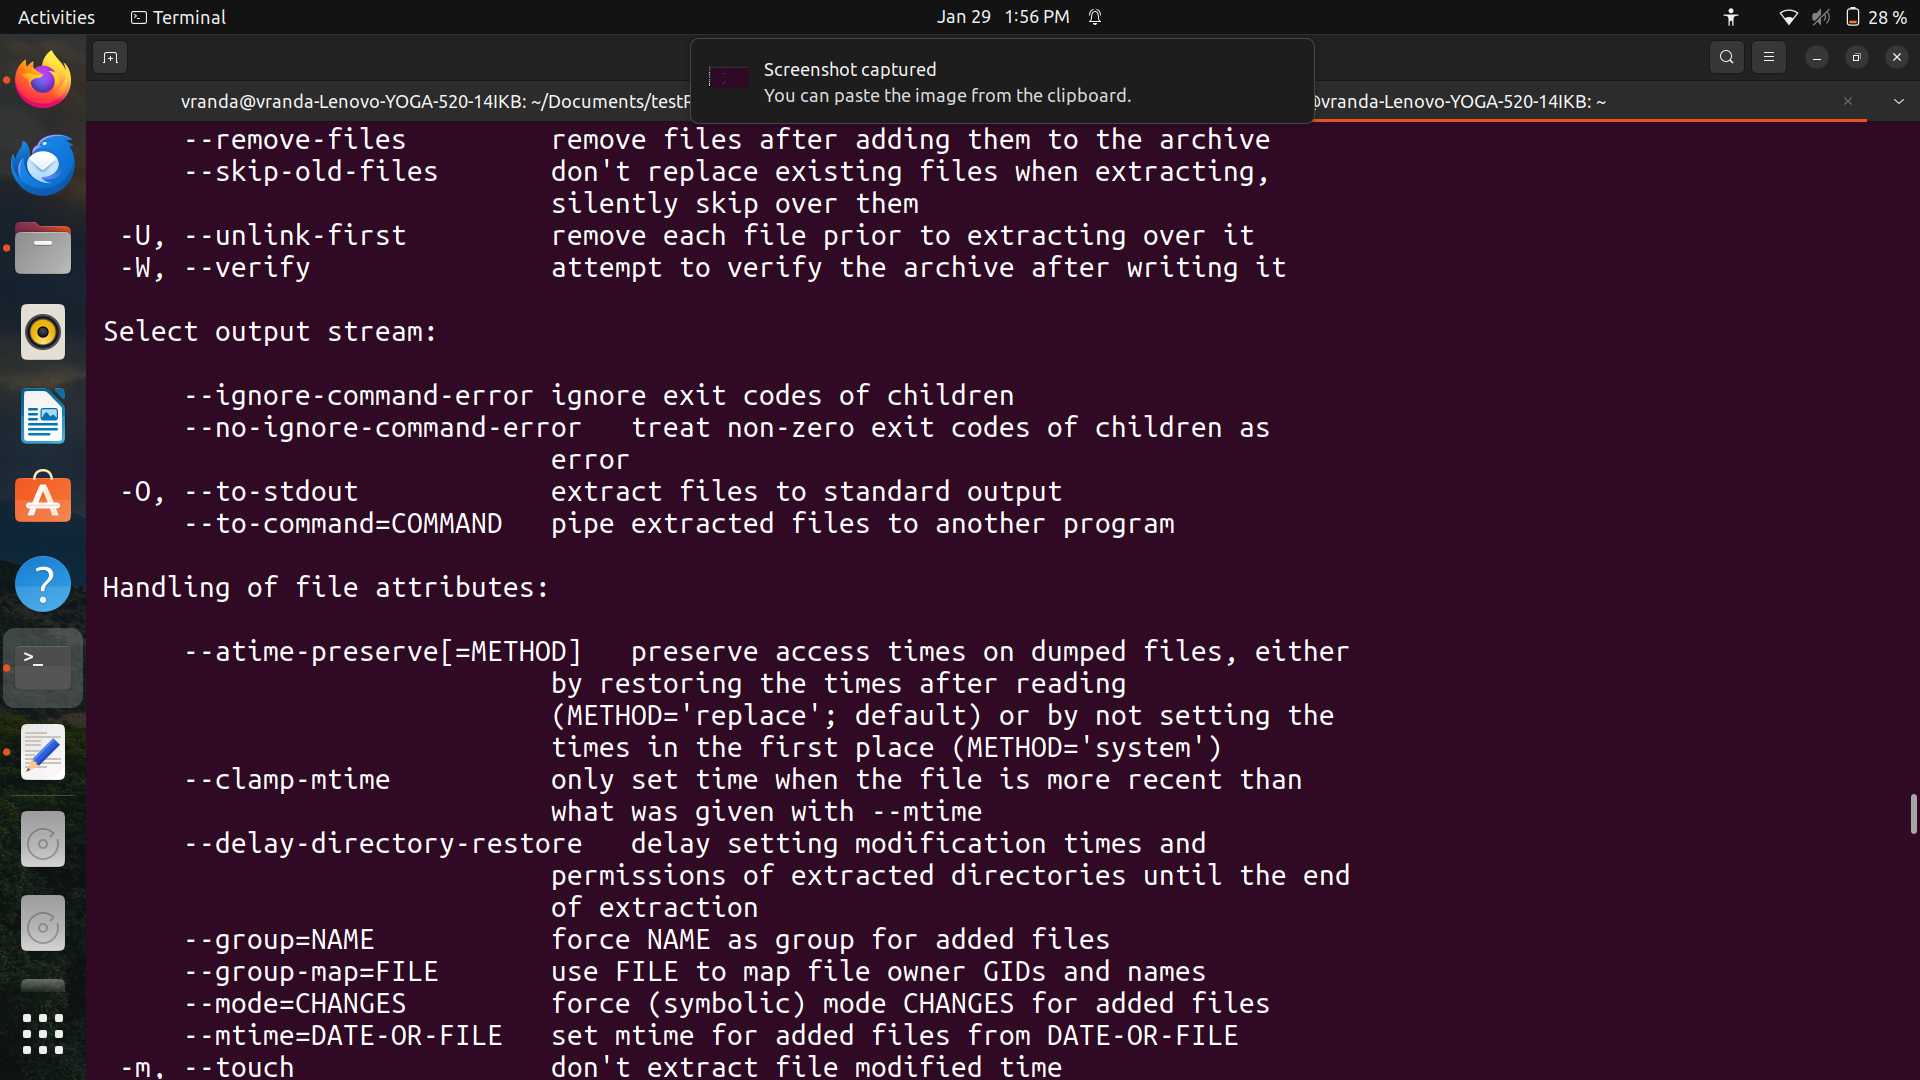 Activities
Terminal
Jan 29 1:56 PM
28 %
Screenshot captured
You can paste the image from the clipboard.
vranda@vranda-Lenovo-YOGA-520-14IKB: ~/Documents/test
@vranda-Lenovo-YOGA-520-14IKB: ~
--remove-files remove files after adding them to the archive
--skip-old-files don't replace existing files when extracting,
silently skip over them
-U, --unlink-first remove each file prior to extracting over it
-W, --verify attempt to verify the archive after writing it
Select output stream:
--ignore-command-error ignore exit codes of children
--no-ignore-command-error treat non-zero exit codes of children as
error
-O, --to-stdout extract files to standard output
--to-command=COMMAND pipe extracted files to another program
Handling of file attributes:
--atime-preserve[=METHOD] preserve access times on dumped files, either
by restoring the times after reading
(METHOD='replace'; default) or by not setting the
times in the first place (METHOD='system')
--clamp-mtime only set time when the file is more recent than
what was given with --mtime
--delay-directory-restore delay setting modification times and
permissions of extracted directories until the end
of extraction
--group=NAME force NAME as group for added files
--group-map=FILE use FILE to map file owner GIDs and names
--mode=CHANGES force (symbolic) mode CHANGES for added files
--mtime=DATE-OR-FILE set mtime for added files from DATE-OR-FILE
-m, --touch don't extract file modified time